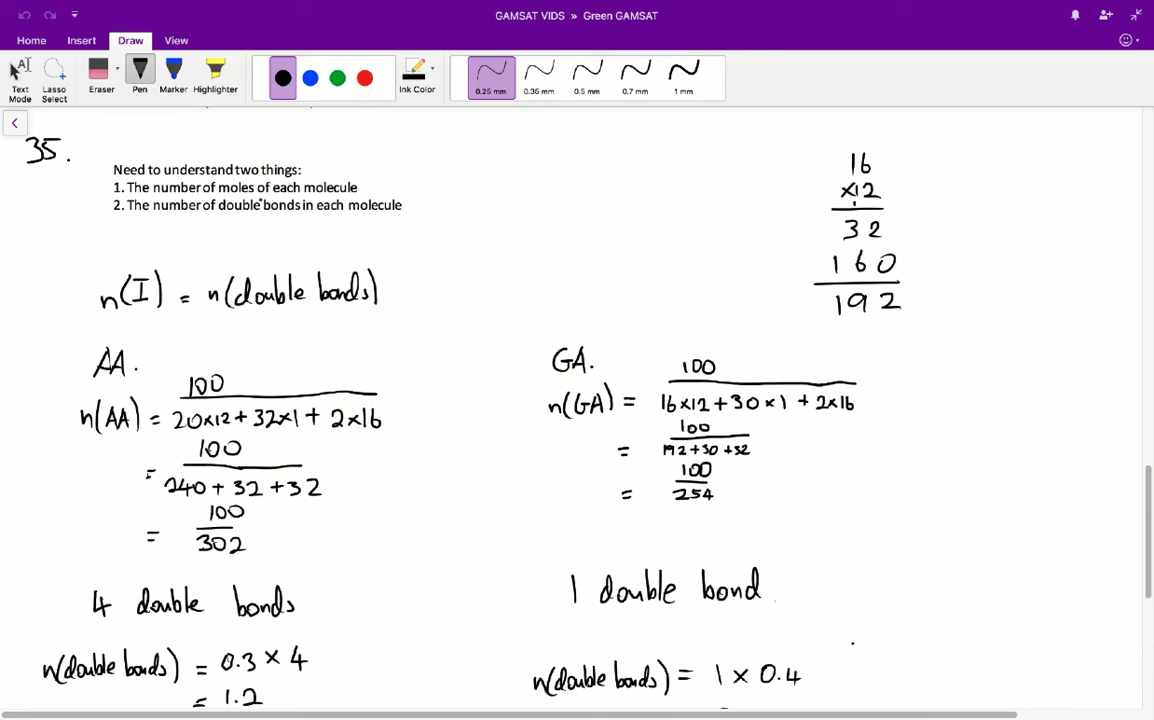 GAMSAT VIDS » Green GAMSAT
Home Insert Draw View
Text Mode
Lasso Select
Eraser
Pen
Marker
Highlighter
Ink Color
0.25 mm
0.35 mm
0.5 mm
0.7 mm
1 mm
35.
Need to understand two things:
1. The number of moles of each molecule
2. The number of double bonds in each molecule
16
×12
32
160
192
n(I) = n(double bonds)
AA.
100
n(AA) = 20×12 + 32×1 + 2×16
100
= 240 + 32 + 32
100
= 302
4 double bonds
n(double bonds) = 0.3 × 4
= 1.2
GA.
100
n(GA) = 16×12 + 30×1 + 2×16
100
= 192 + 30 + 32
100
= 254
1 double bond
n(double bonds) = 1 × 0.4